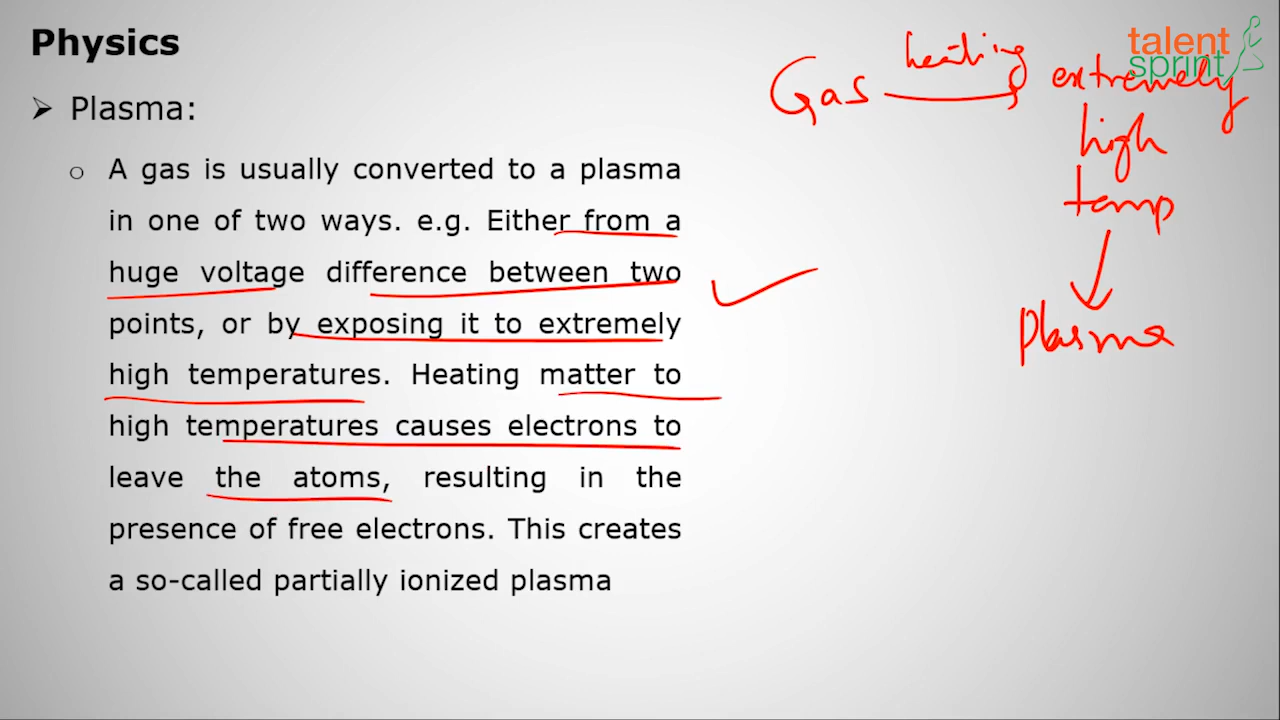 Physics
➢ Plasma:
o A gas is usually converted to a plasma
in one of two ways. e.g. Either from a
huge voltage difference between two
points, or by exposing it to extremely
high temperatures. Heating matter to
high temperatures causes electrons to
leave the atoms, resulting in the
presence of free electrons. This creates
a so-called partially ionized plasma
talent
sprint
heating
Gas extremely
high
temp
Plasma